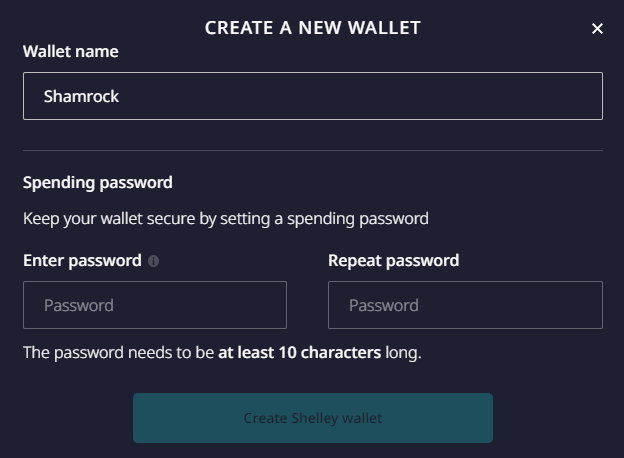 CREATE A NEW WALLET
Wallet name
Shamrock
Spending password
Keep your wallet secure by setting a spending password
Enter password
Repeat password
Password
Password
The password needs to be at least 10 characters long.
Create Shelley wallet